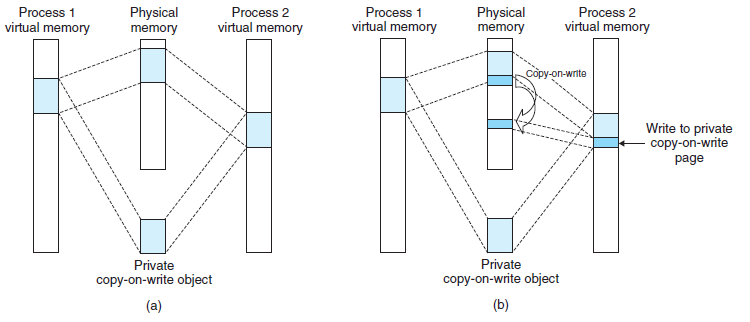 Process 1
virtual memory
Physical
memory
Process 2
virtual memory
Private
copy-on-write object
(a)
Process 1
virtual memory
Physical
memory
Process 2
virtual memory
Copy-on-write
Write to private
copy-on-write
page
Private
copy-on-write object
(b)